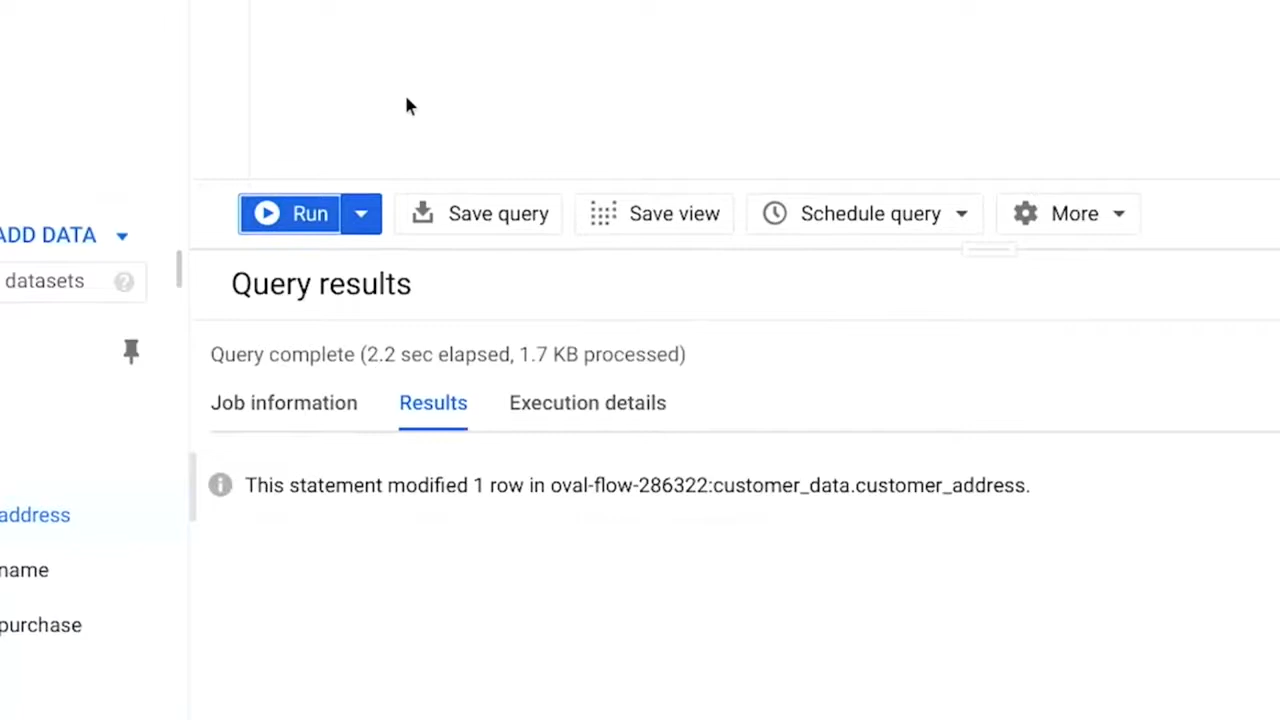 Run
Save query
Save view
Schedule query
More
ADD DATA
datasets
Query results
Query complete (2.2 sec elapsed, 1.7 KB processed)
Job information
Results
Execution details
This statement modified 1 row in oval-flow-286322:customer_data.customer_address.
address
name
purchase